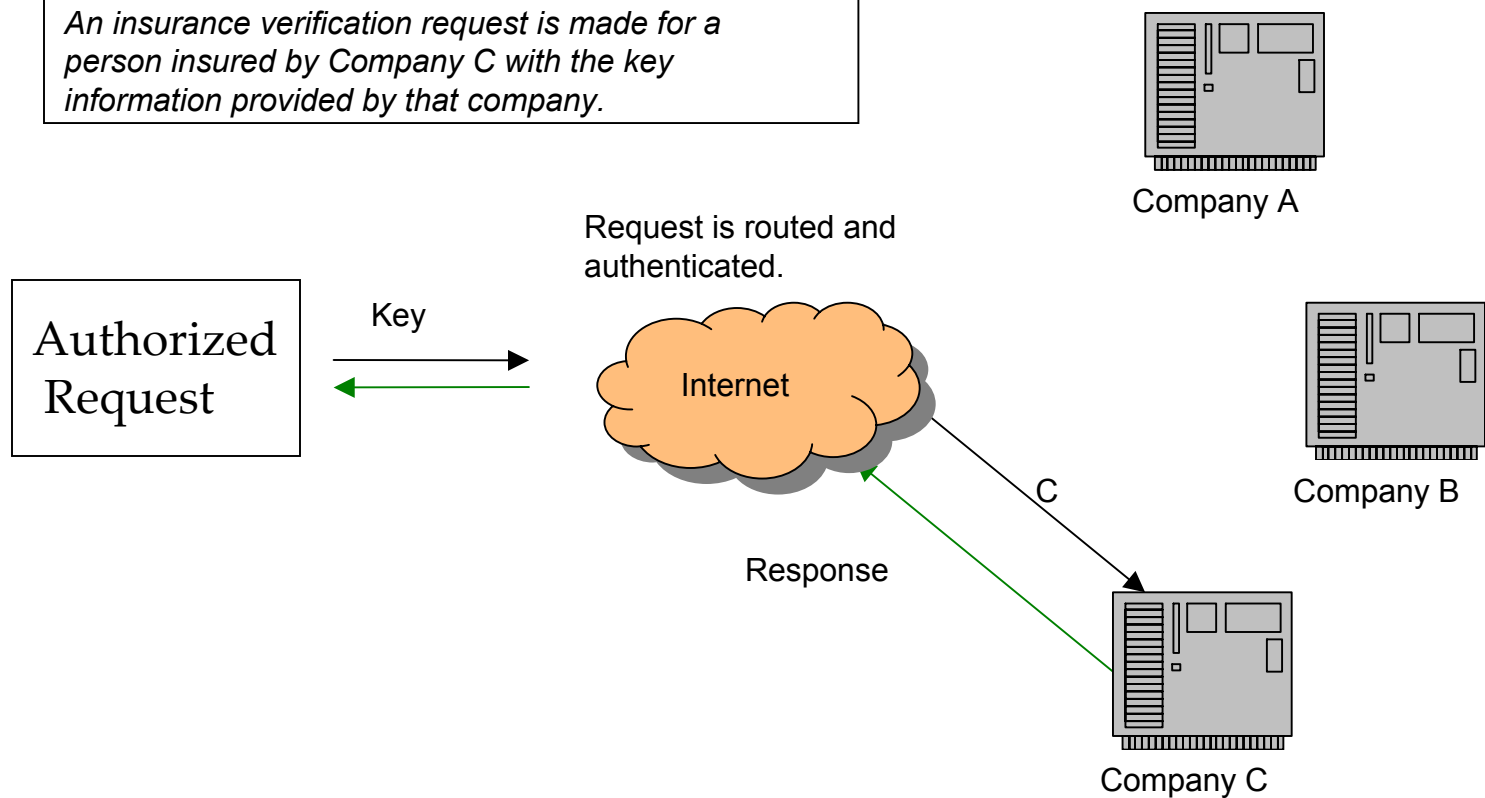 An insurance verification request is made for a
person insured by Company C with the key
information provided by that company.
Company A
Request is routed and
authenticated.
Key
Authorized
Request
Internet
Company B
C
Response
Company C